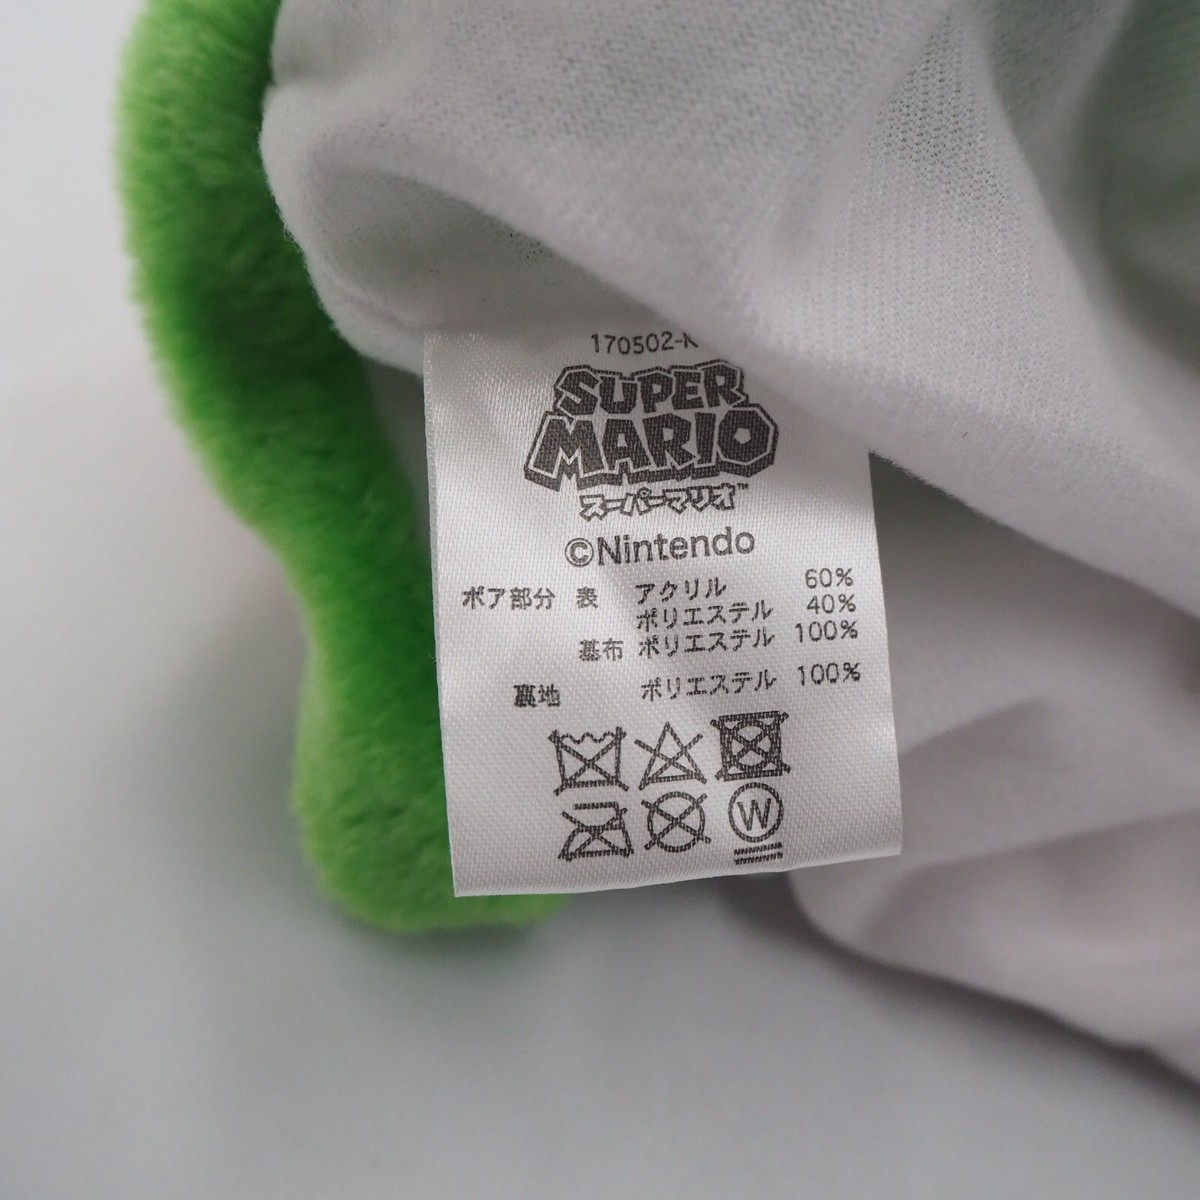 170502-K
SUPER
MARIO
スーパーマリオ™
©Nintendo
ボア部分 表 アクリル 60%
ポリエステル 40%
基布 ポリエステル 100%
裏地 ポリエステル 100%
W